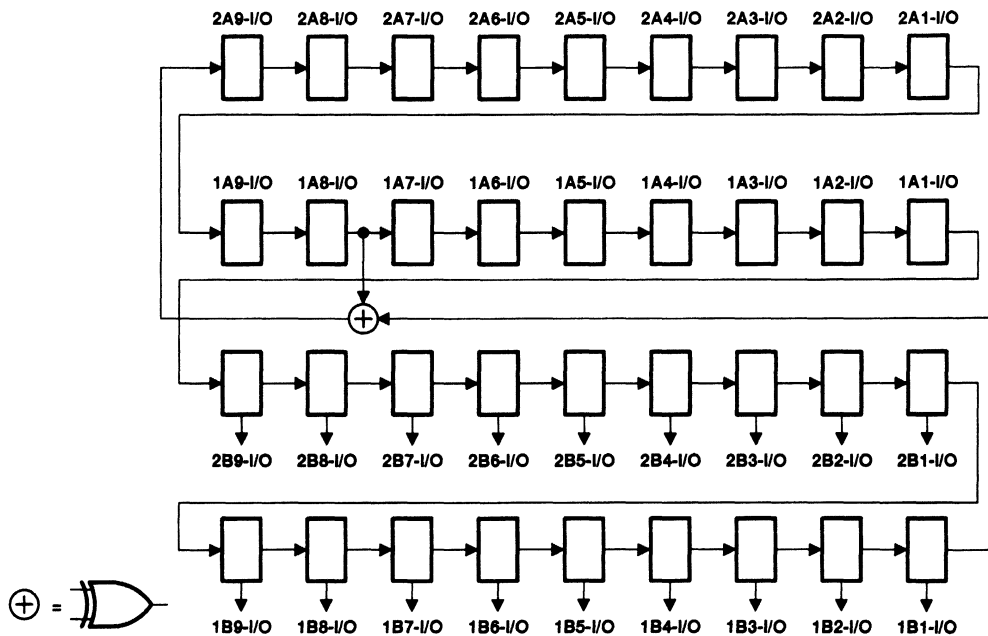 2A9-I/O 2A8-I/O 2A7-I/O 2A6-I/O 2A5-I/O 2A4-I/O 2A3-I/O 2A2-I/O 2A1-I/O
1A9-I/O 1A8-I/O 1A7-I/O 1A6-I/O 1A5-I/O 1A4-I/O 1A3-I/O 1A2-I/O 1A1-I/O
2B9-I/O 2B8-I/O 2B7-I/O 2B6-I/O 2B5-I/O 2B4-I/O 2B3-I/O 2B2-I/O 2B1-I/O
=
1B9-I/O 1B8-I/O 1B7-I/O 1B6-I/O 1B5-I/O 1B4-I/O 1B3-I/O 1B2-I/O 1B1-I/O